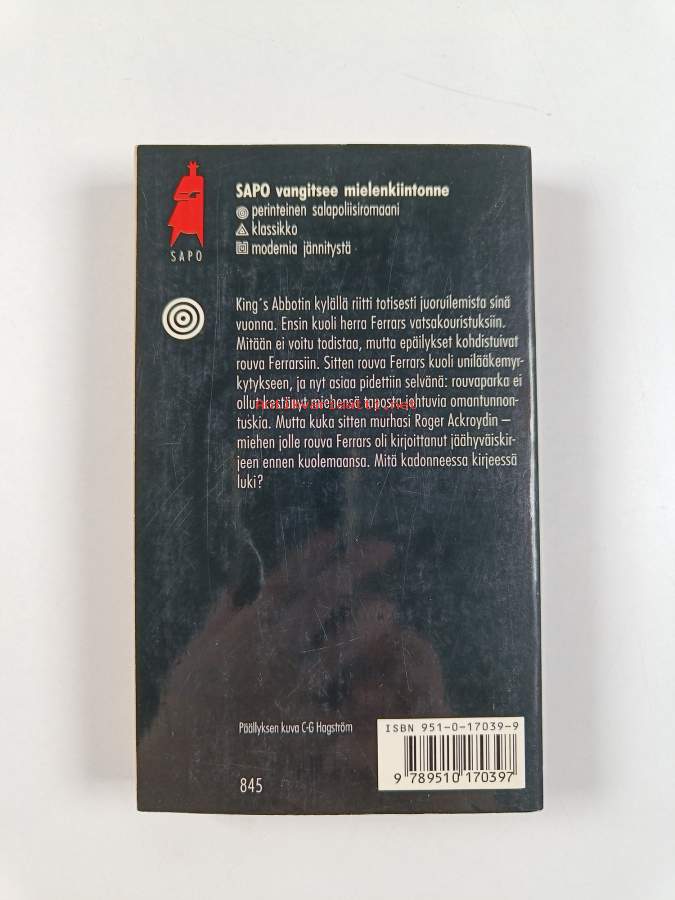 SAPO vangitsee mielenkiintonne
perinteinen salapoliisiromaani
klassikko
modernia jännitystä
SAPO
King´s Abbotin kylällä riitti totisesti juoruilemista sinä
vuonna. Ensin kuoli herra Ferrars vatsakouristuksiin.
Mitään ei voitu todistaa, mutta epäilykset kohdistuivat
rouva Ferrarsiin. Sitten rouva Ferrars kuoli unilääkemyr-
kytykseen, ja nyt asiaa pidettiin selvänä: rouvaparka ei
ollut kestänyt miehensä taposta johtuvia omantunnon-
tuskia. Mutta kuka sitten murhasi Roger Ackroydin –
miehen jolle rouva Ferrars oli kirjoittanut jäähyväiskir-
jeen ennen kuolemaansa. Mitä kadonneessa kirjeessä
luki?
Päällyksen kuva C-G Hagström
ISBN 951-0-17039-9
9 789510 170397
845